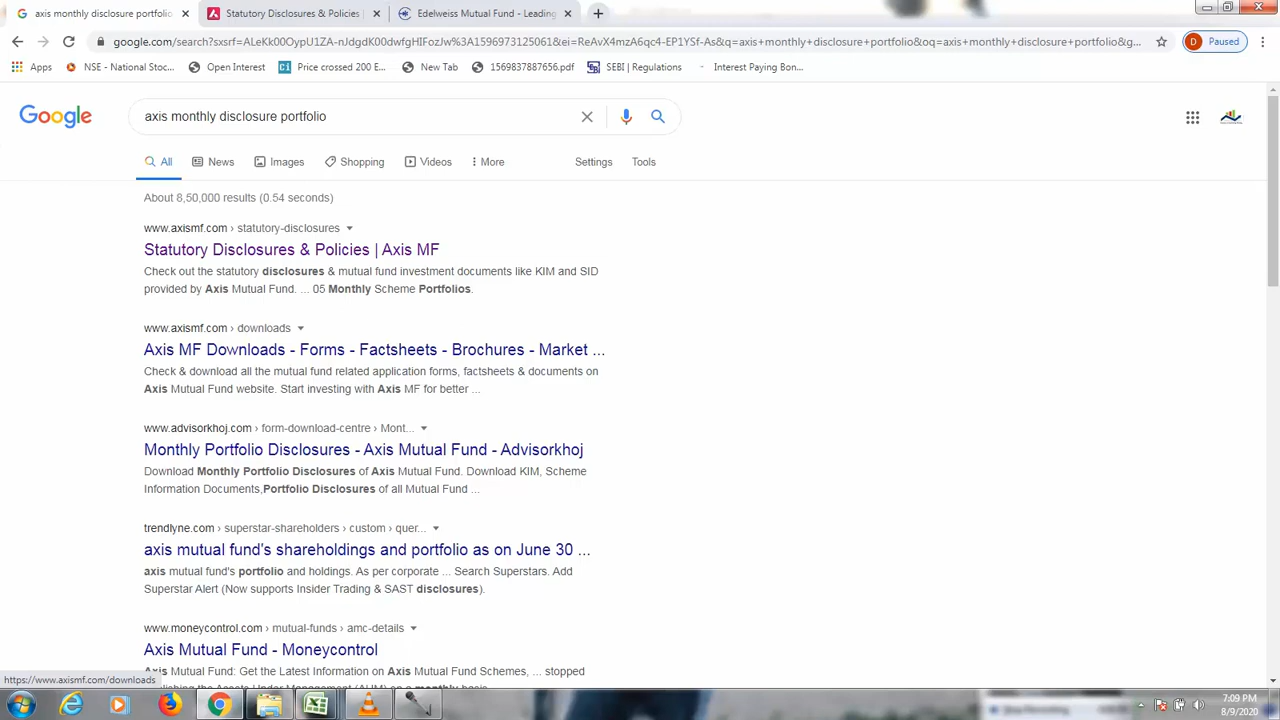 axis monthly disclosure portfolio
Statutory Disclosures & Policies |
Edelweiss Mutual Fund - Leading
google.com/search?sxsrf=ALeKk00OypU1ZA-nJdgdK00dwfgHIFozJw%3A1596972125051&ei=ReAvX4mzA6qc4-EP1YSf-As&q=axis+monthly+disclosure+portfolio&oq=axis+monthly+disclosure+portfolio&g...
D Paused
Apps
NSE - National Stoc...
Open Interest
Ci Price crossed 200 E...
New Tab
1569837887656.pdf
SEBI | Regulations
Interest Paying Bon...
Google
axis monthly disclosure portfolio
All News Images Shopping Videos More Settings Tools
About 8,50,000 results (0.54 seconds)
www.axismf.com › statutory-disclosures
Statutory Disclosures & Policies | Axis MF
Check out the statutory disclosures & mutual fund investment documents like KIM and SID
provided by Axis Mutual Fund. ... 05 Monthly Scheme Portfolios.
www.axismf.com › downloads
Axis MF Downloads - Forms - Factsheets - Brochures - Market ...
Check & download all the mutual fund related application forms, factsheets & documents on
Axis Mutual Fund website. Start investing with Axis MF for better ...
www.advisorkhoj.com › form-download-centre › Mont...
Monthly Portfolio Disclosures - Axis Mutual Fund - Advisorkhoj
Download Monthly Portfolio Disclosures of Axis Mutual Fund. Download KIM, Scheme
Information Documents,Portfolio Disclosures of all Mutual Fund ...
trendlyne.com › superstar-shareholders › custom › quer...
axis mutual fund's shareholdings and portfolio as on June 30 ...
axis mutual fund's portfolio and holdings. As per corporate ... Search Superstars. Add
Superstar Alert (Now supports Insider Trading & SAST disclosures).
www.moneycontrol.com › mutual-funds › amc-details
Axis Mutual Fund - Moneycontrol
Axis Mutual Fund: Get the Latest Information on Axis Mutual Fund Schemes, ... stopped
https://www.axismf.com/downloads
7:09 PM
8/9/2020